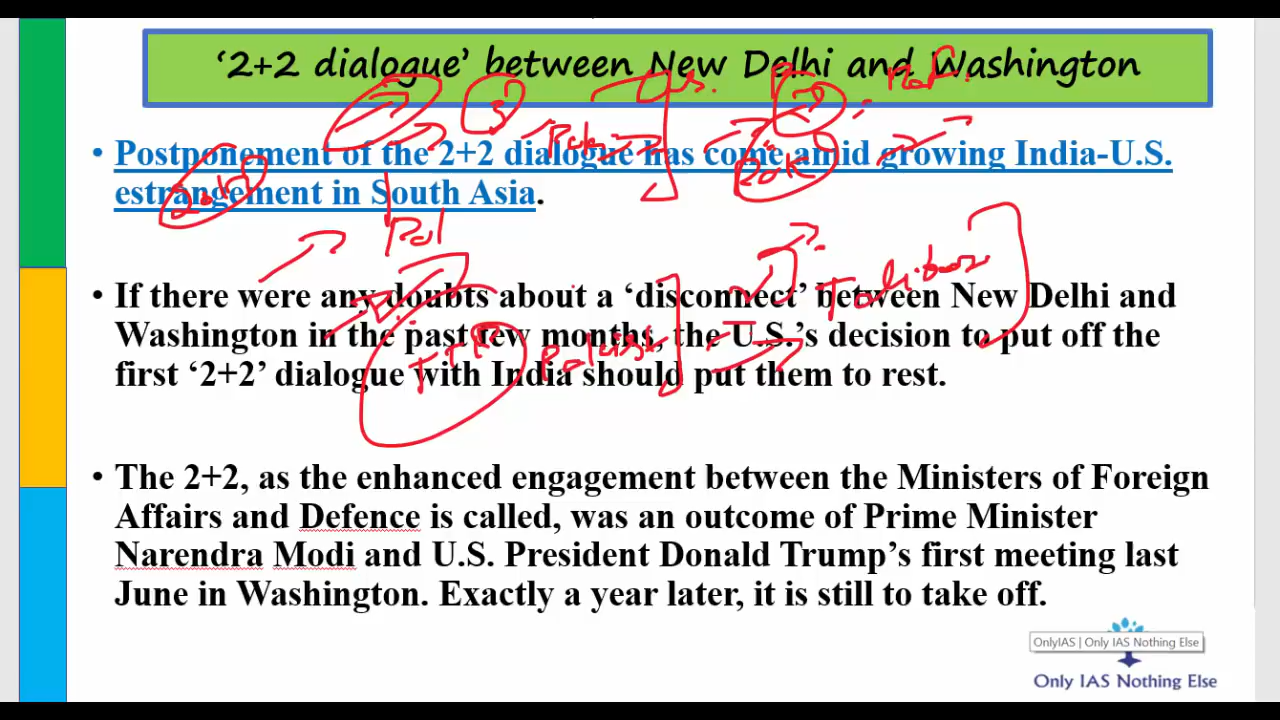 ‘2+2 dialogue’ between New Delhi and Washington
• Postponement of the 2+2 dialogue has come amid growing India-U.S.
estrangement in South Asia.
• If there were any doubts about a ‘disconnect’ between New Delhi and
Washington in the past few months, the U.S.’s decision to put off the
first ‘2+2’ dialogue with India should put them to rest.
• The 2+2, as the enhanced engagement between the Ministers of Foreign
Affairs and Defence is called, was an outcome of Prime Minister
Narendra Modi and U.S. President Donald Trump’s first meeting last
June in Washington. Exactly a year later, it is still to take off.
OnlyIAS | Only IAS Nothing Else
Only IAS Nothing Else